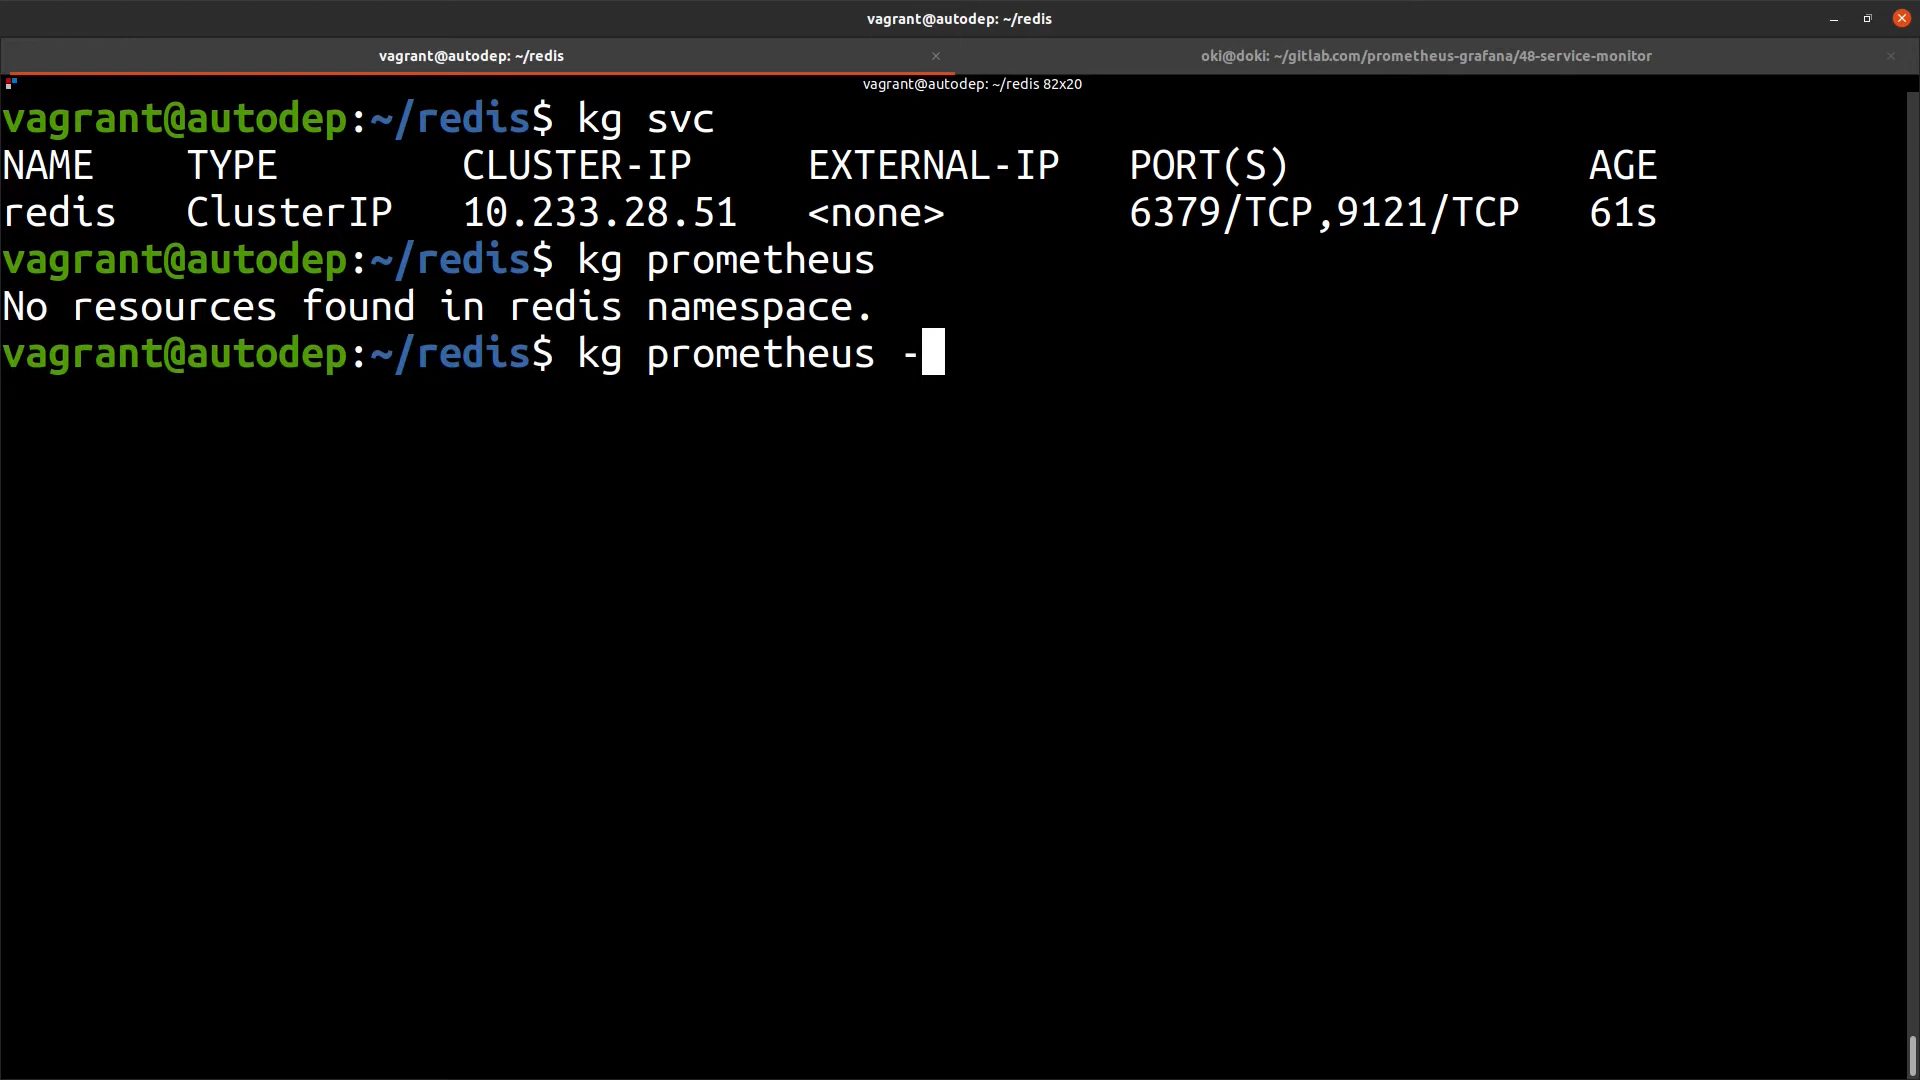 vagrant@autodep: ~/redis
vagrant@autodep: ~/redis
oki@doki: ~/gitlab.com/prometheus-grafana/48-service-monitor
vagrant@autodep: ~/redis 82x20
vagrant@autodep:~/redis$ kg svc
NAME TYPE CLUSTER-IP EXTERNAL-IP PORT(S) AGE
redis ClusterIP 10.233.28.51 <none> 6379/TCP,9121/TCP 61s
vagrant@autodep:~/redis$ kg prometheus
No resources found in redis namespace.
vagrant@autodep:~/redis$ kg prometheus -